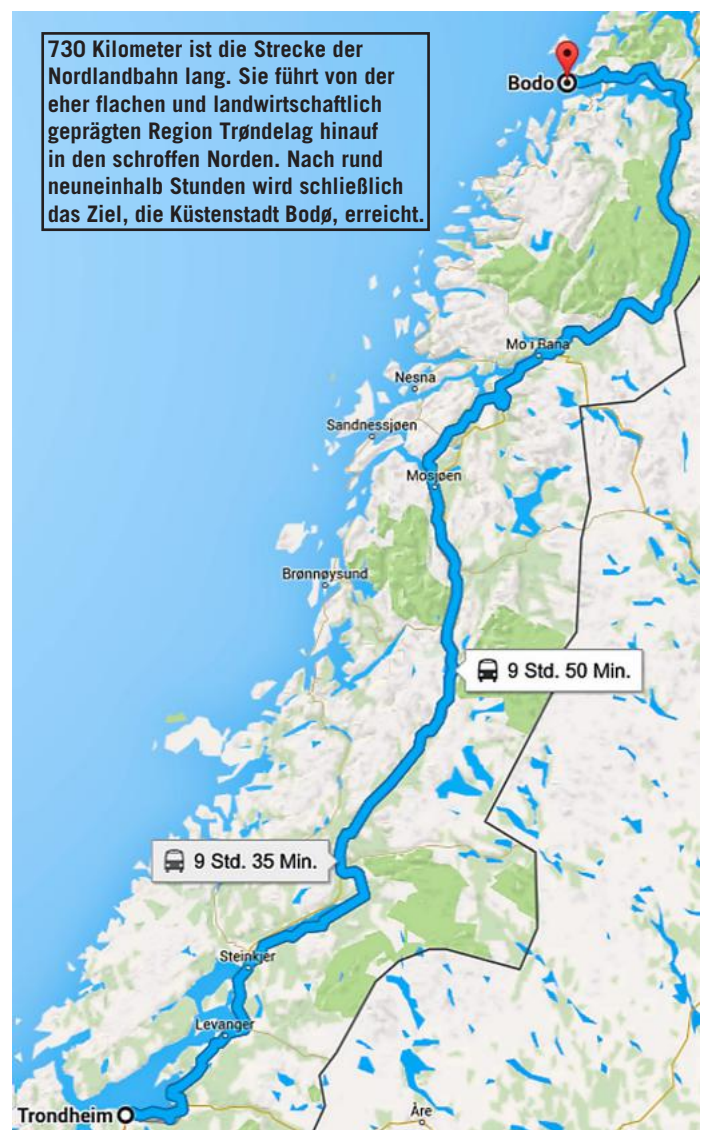 730 Kilometer ist die Strecke der
Nordlandbahn lang. Sie führt von der
eher flachen und landwirtschaftlich
geprägten Region Trøndelag hinauf
in den schroffen Norden. Nach rund
neuneinhalb Stunden wird schließlich
das Ziel, die Küstenstadt Bodø, erreicht.
Bodo
Mo i Rana
Nesna
Sandnessjøen
Mosjøen
Brønnøysund
9 Std. 50 Min.
9 Std. 35 Min.
Steinkjer
Levanger
Trondheim
Åre